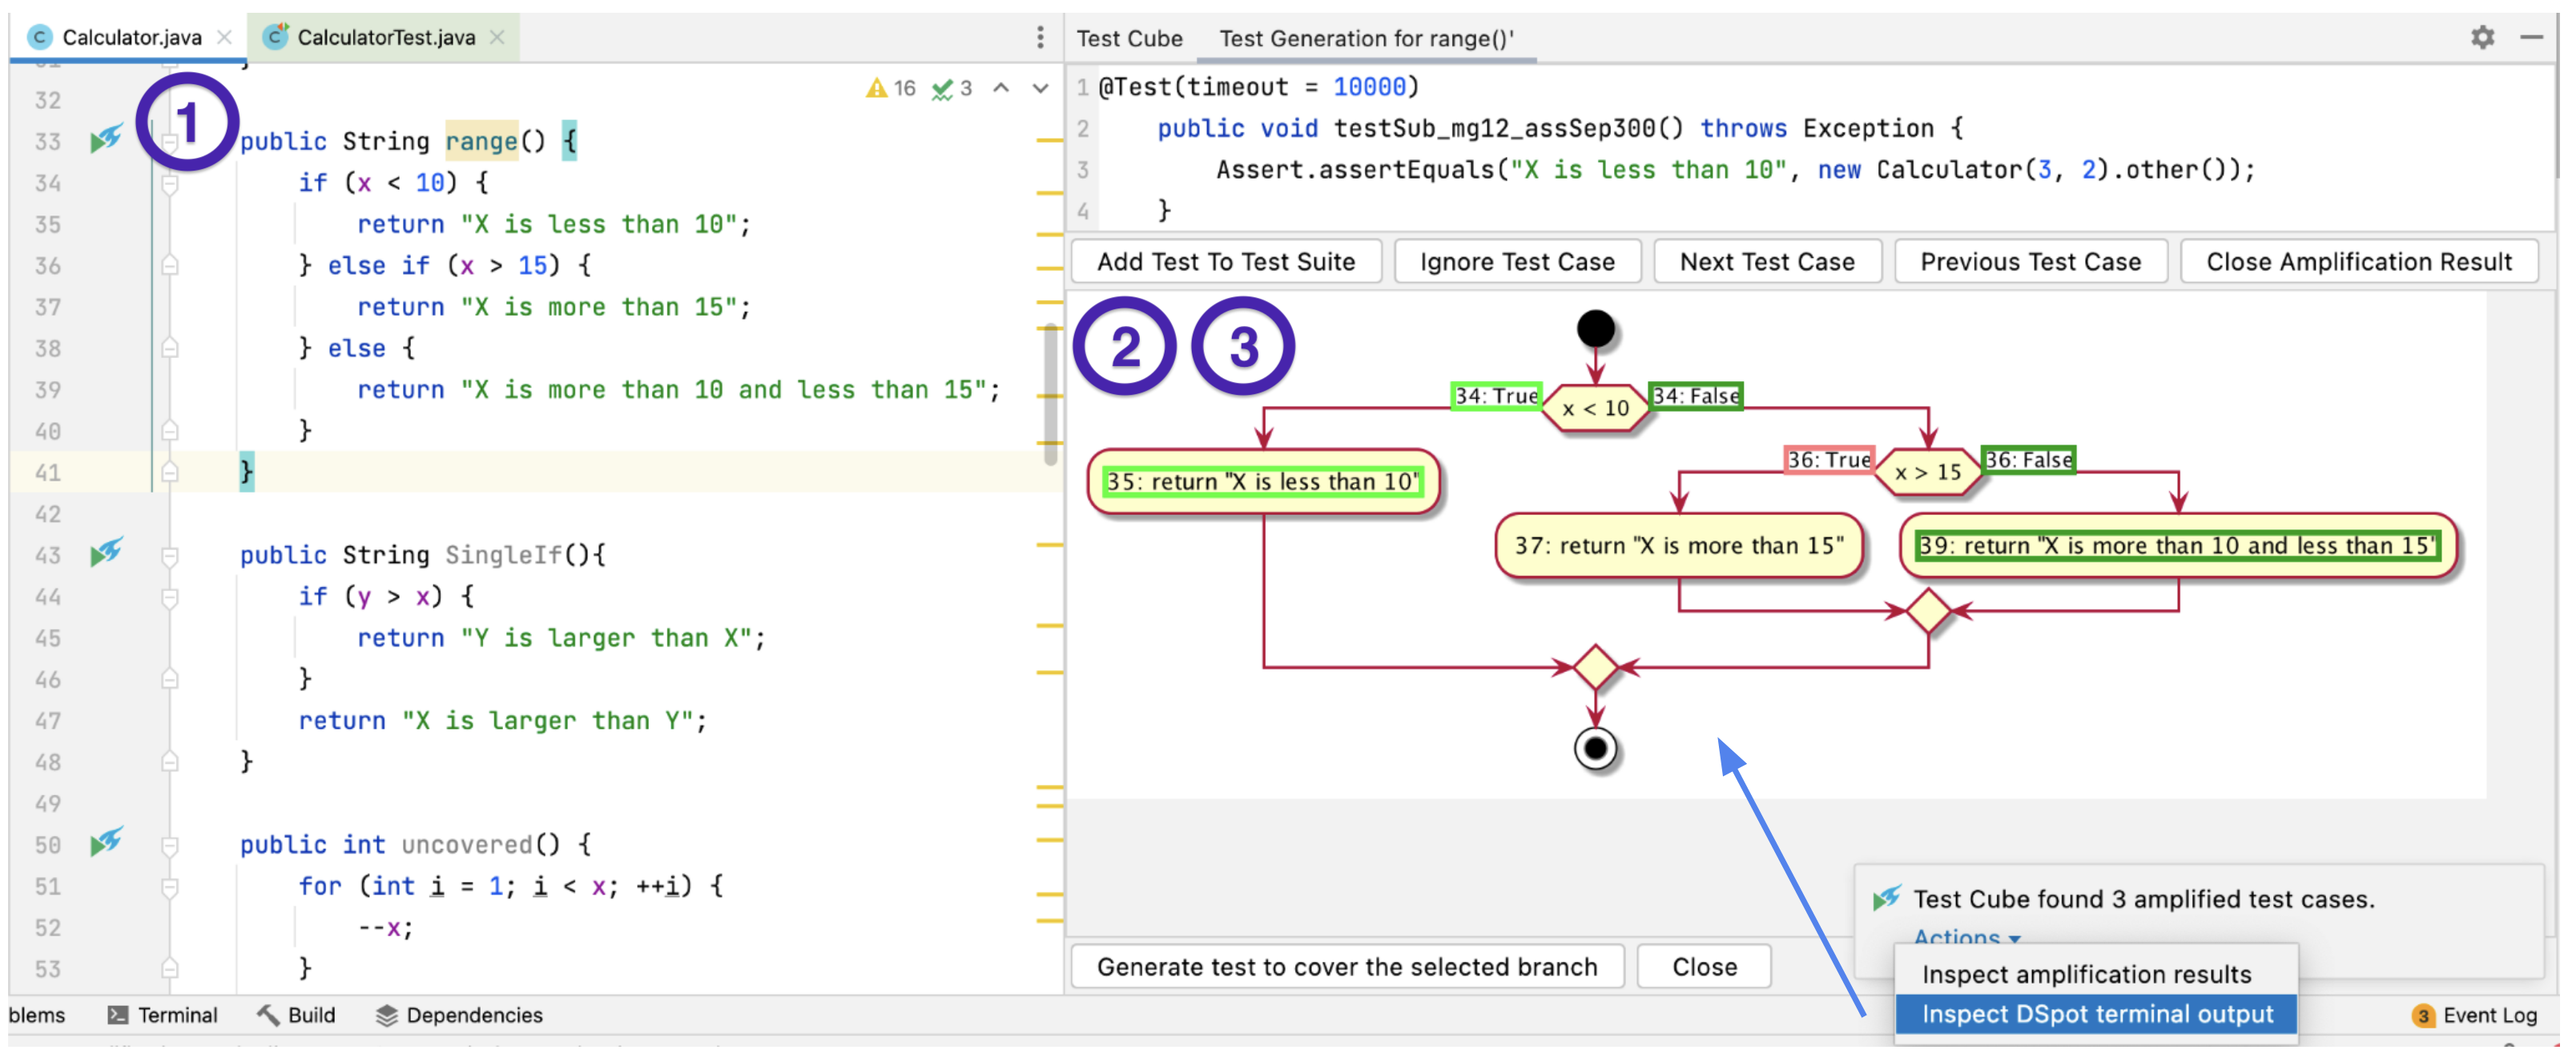 Calculator.java
CalculatorTest.java
31
16 3
32
33 public String range() {
34 if (x < 10) {
35 return "X is less than 10";
36 } else if (x > 15) {
37 return "X is more than 15";
38 } else {
39 return "X is more than 10 and less than 15";
40 }
41 }
42
43 public String SingleIf(){
44 if (y > x) {
45 return "Y is larger than X";
46 }
47 return "X is larger than Y";
48 }
49
50 public int uncovered() {
51 for (int i = 1; i < x; ++i) {
52 --x;
53 }
1
Test Cube
Test Generation for range()'
1 @Test(timeout = 10000)
2 public void testSub_mg12_assSep300() throws Exception {
3 Assert.assertEquals("X is less than 10", new Calculator(3, 2).other());
4 }
Add Test To Test Suite
Ignore Test Case
Next Test Case
Previous Test Case
Close Amplification Result
2
3
34: True
x < 10
34: False
36: True
x > 15
36: False
35: return "X is less than 10"
37: return "X is more than 15"
39: return "X is more than 10 and less than 15"
Test Cube found 3 amplified test cases.
Actions
Inspect amplification results
Inspect DSpot terminal output
Generate test to cover the selected branch
Close
blems
Terminal
Build
Dependencies
3 Event Log